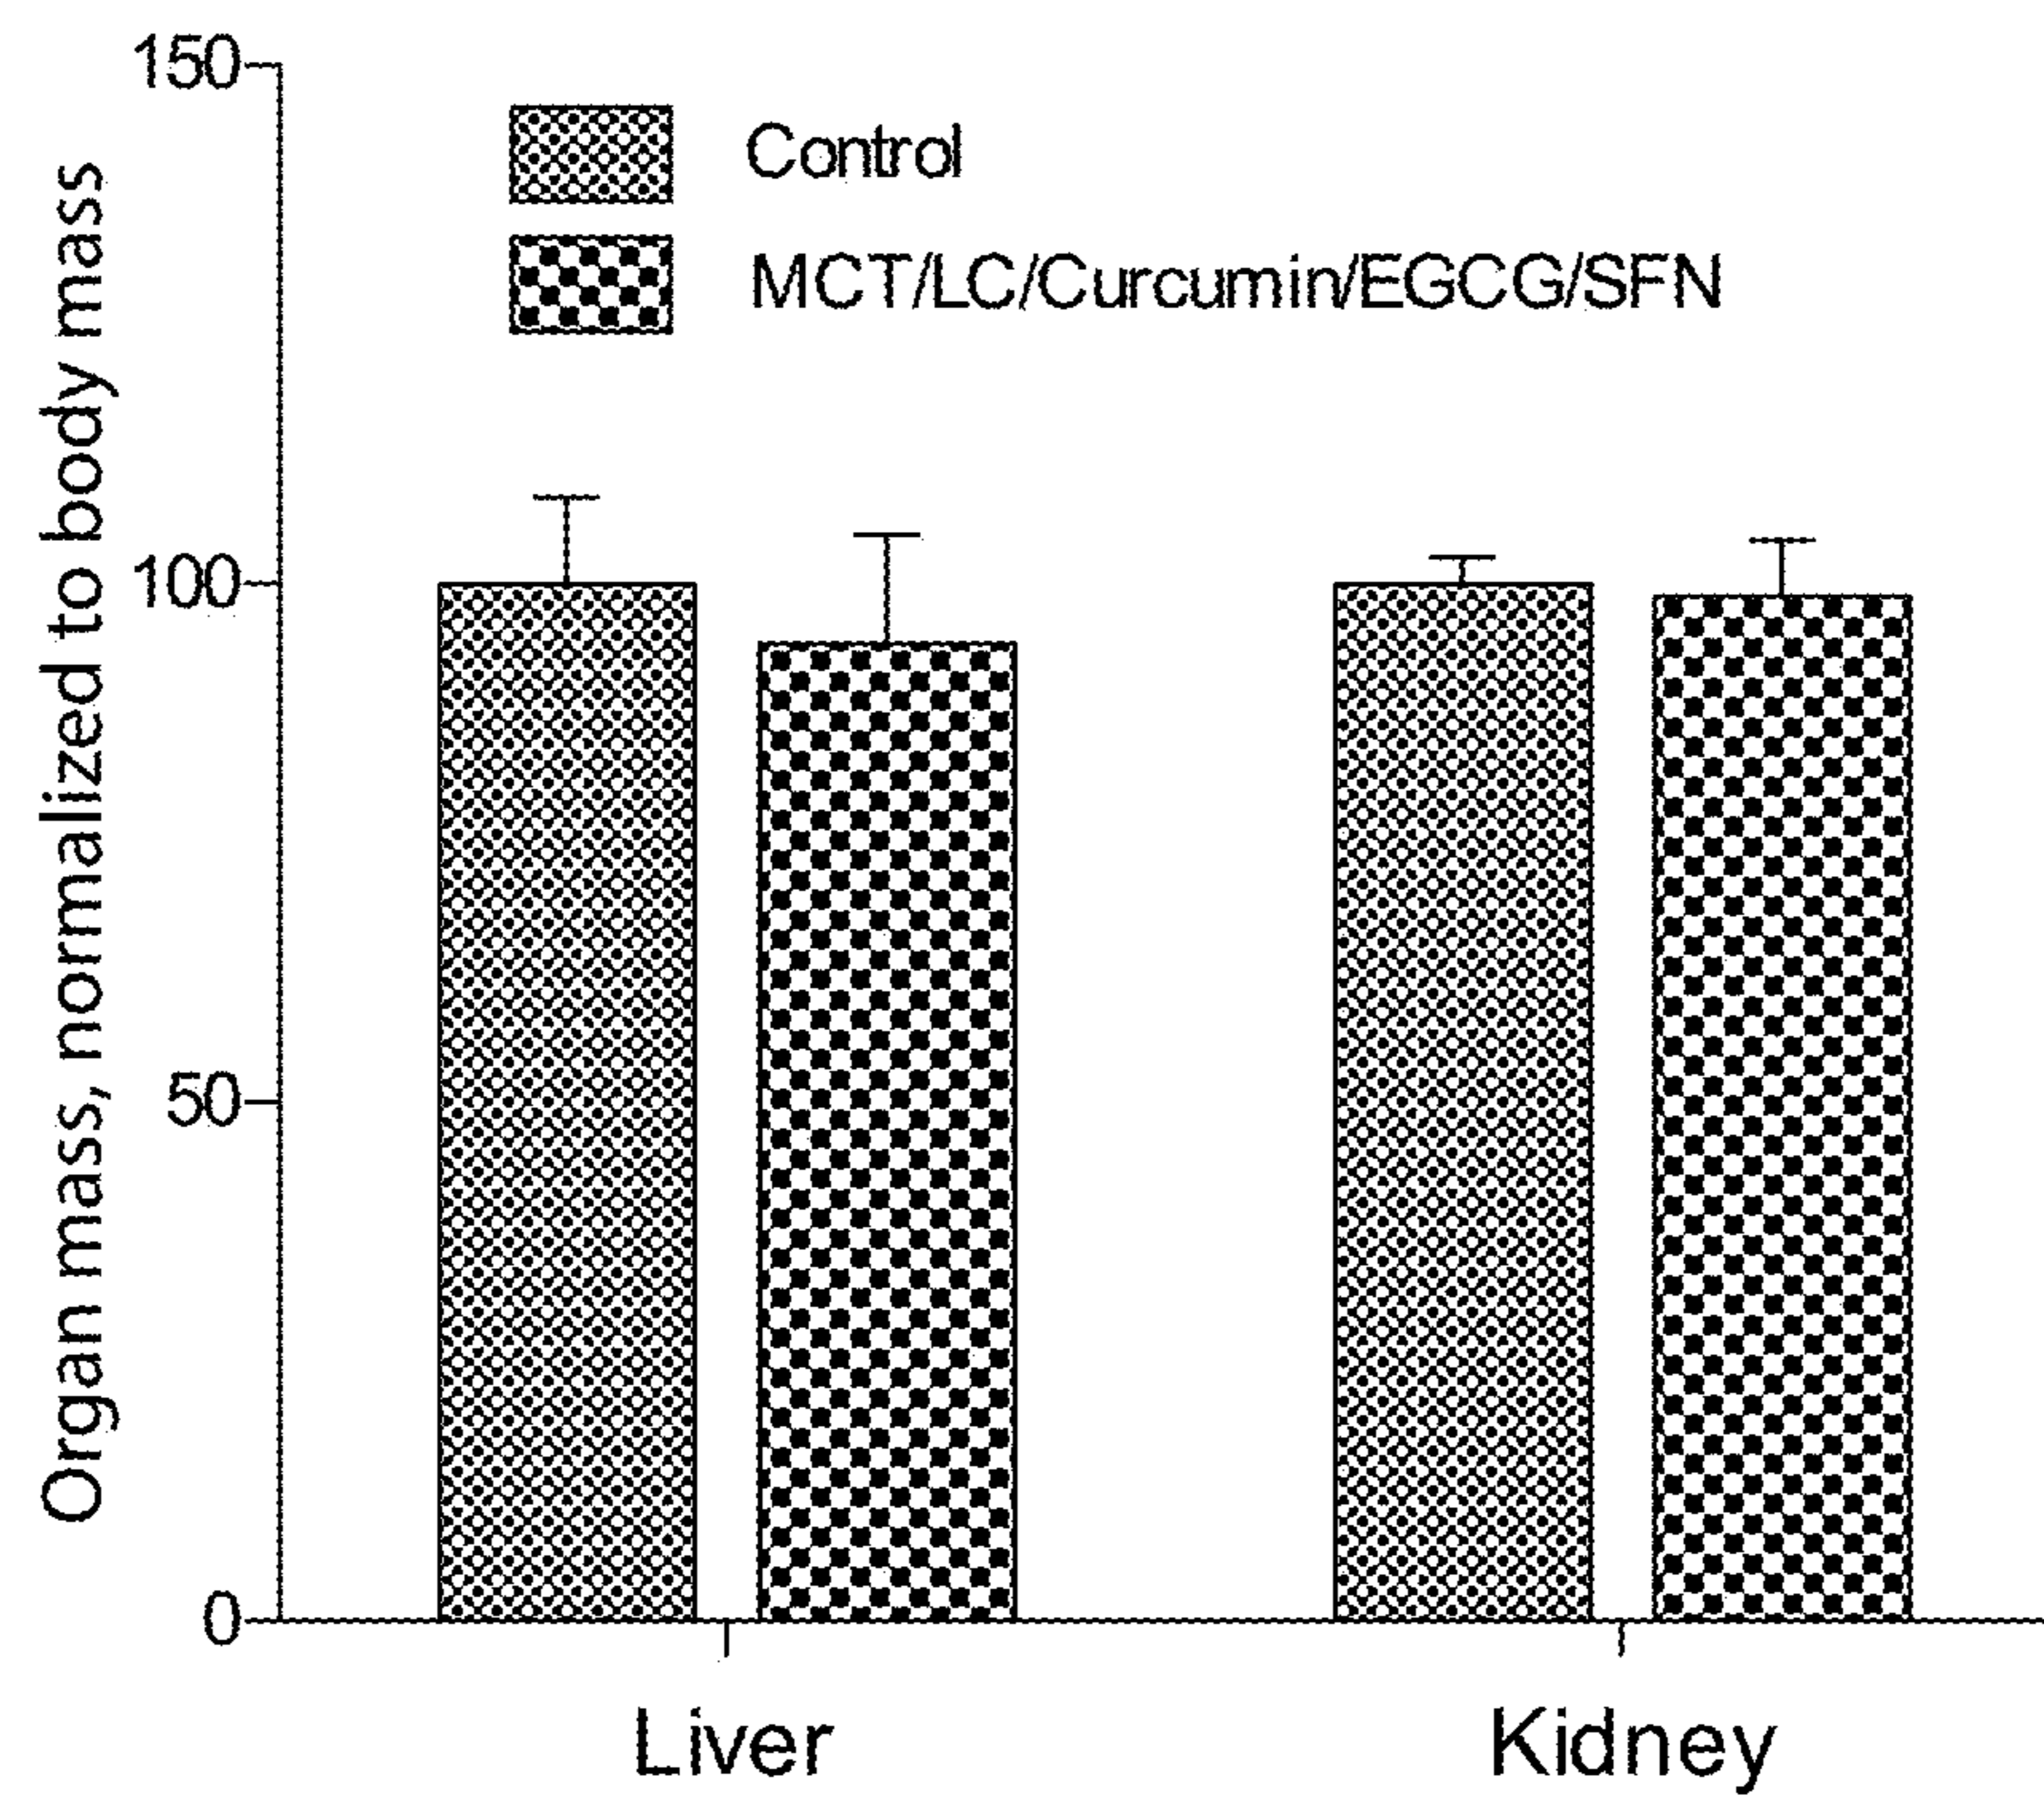 Organ mass, normalized to body mass
150
100
50
0
Control
MCT/LC/Curcumin/EGCG/SFN
Liver
Kidney